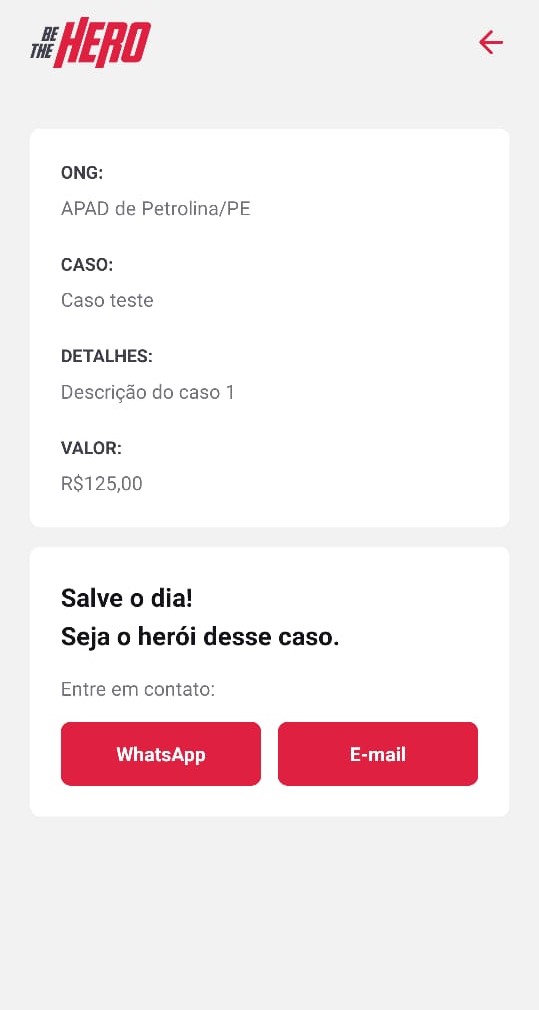 BE
THE HERO
ONG:
APAD de Petrolina/PE
CASO:
Caso teste
DETALHES:
Descrição do caso 1
VALOR:
R$125,00
Salve o dia!
Seja o herói desse caso.
Entre em contato:
WhatsApp E-mail